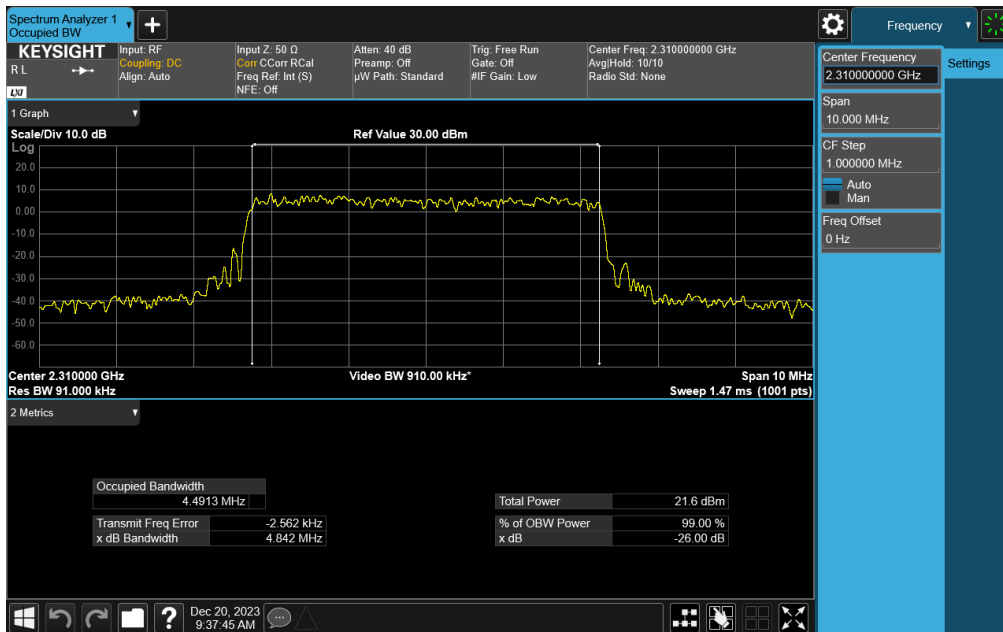 Spectrum Analyzer 1
Occupied BW
Frequency
KEYSIGHT
R L
LXI
Input: RF
Coupling: DC
Align: Auto
Input Z: 50 Ω
Corr CCorr RCal
Freq Ref: Int (S)
NFE: Off
Atten: 40 dB
Preamp: Off
µW Path: Standard
Trig: Free Run
Gate: Off
#IF Gain: Low
Center Freq: 2.310000000 GHz
Avg|Hold: 10/10
Radio Std: None
Center Frequency
2.310000000 GHz
Settings
Span
10.000 MHz
CF Step
1.000000 MHz
Auto
Man
Freq Offset
0 Hz
1 Graph
Scale/Div 10.0 dB
Ref Value 30.00 dBm
Log
20.0
10.0
0.00
-10.0
-20.0
-30.0
-40.0
-50.0
-60.0
Center 2.310000 GHz
Video BW 910.00 kHz*
Span 10 MHz
Res BW 91.000 kHz
Sweep 1.47 ms (1001 pts)
2 Metrics
Occupied Bandwidth
4.4913 MHz
Total Power 21.6 dBm
Transmit Freq Error -2.562 kHz
% of OBW Power 99.00 %
x dB Bandwidth 4.842 MHz
x dB -26.00 dB
?
Dec 20, 2023
9:37:45 AM